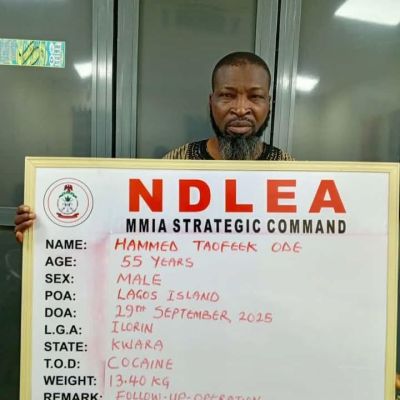 NDLEA
MMIA STRATEGIC COMMAND
NAME: HAMMED TAOFEEK ODE
AGE: 55 YEARS
SEX: MALE
POA: LAGOS ISLAND
DOA: 29TH SEPTEMBER, 2025
L.G.A: ILORIN
STATE: KWARA
T.O.D: COCAINE
WEIGHT: 13.40 KG
REMARK: FOLLOW-UP-OPERATION